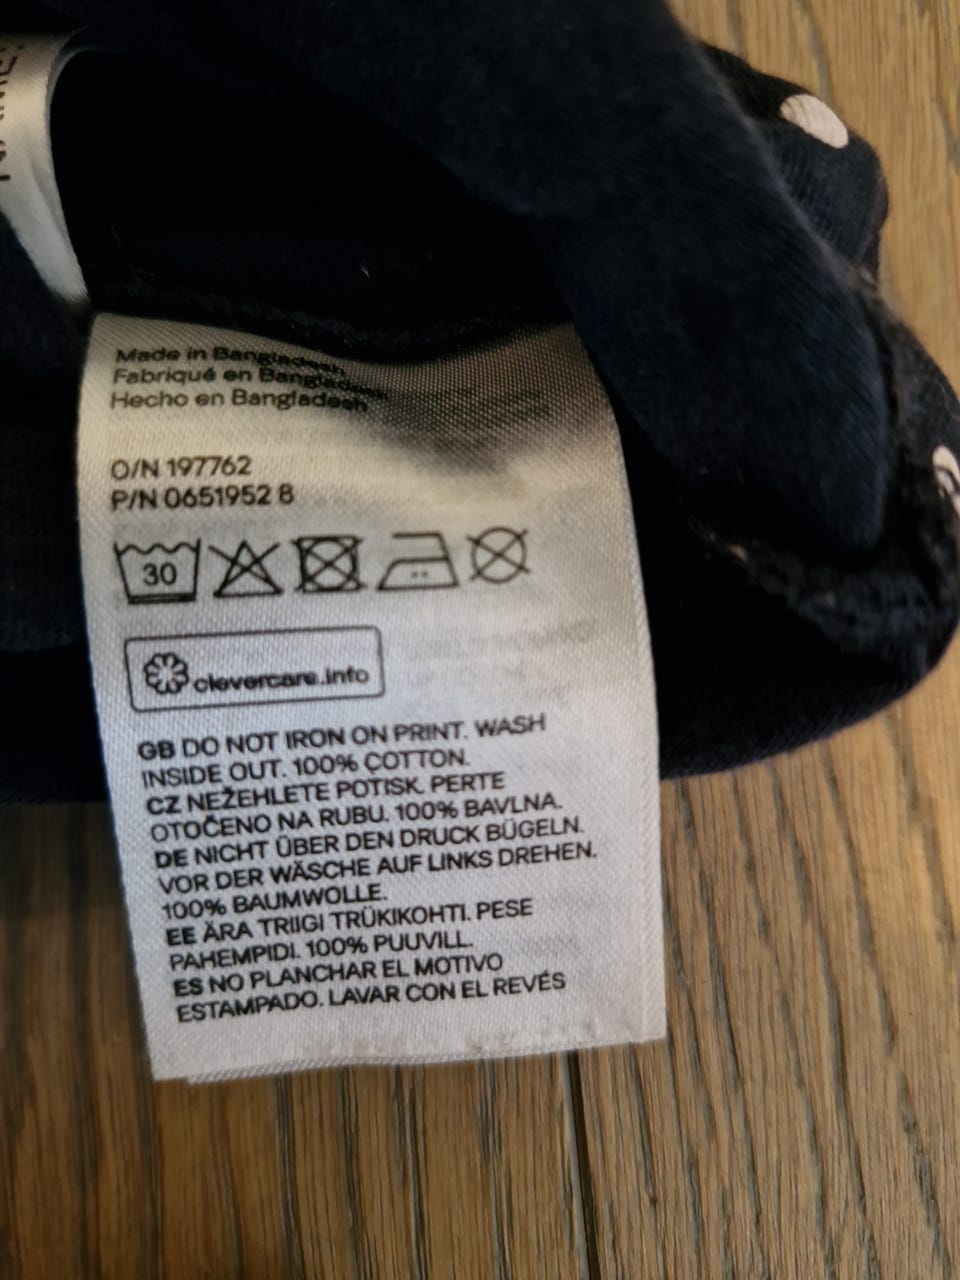 NAME:
Made in Bangladesh
Fabriqué en Bangladesh
Hecho en Bangladesh
O/N 197762
P/N 0651952 8
30
clevercare.info
GB DO NOT IRON ON PRINT. WASH
INSIDE OUT. 100% COTTON.
CZ NEŽEHLETE POTISK. PERTE
OTOČENO NA RUBU. 100% BAVLNA.
DE NICHT ÜBER DEN DRUCK BÜGELN.
VOR DER WÄSCHE AUF LINKS DREHEN.
100% BAUMWOLLE.
EE ÄRA TRIIGI TRÜKIKOHTI. PESE
PAHEMPIDI. 100% PUUVILL.
ES NO PLANCHAR EL MOTIVO
ESTAMPADO. LAVAR CON EL REVÉS